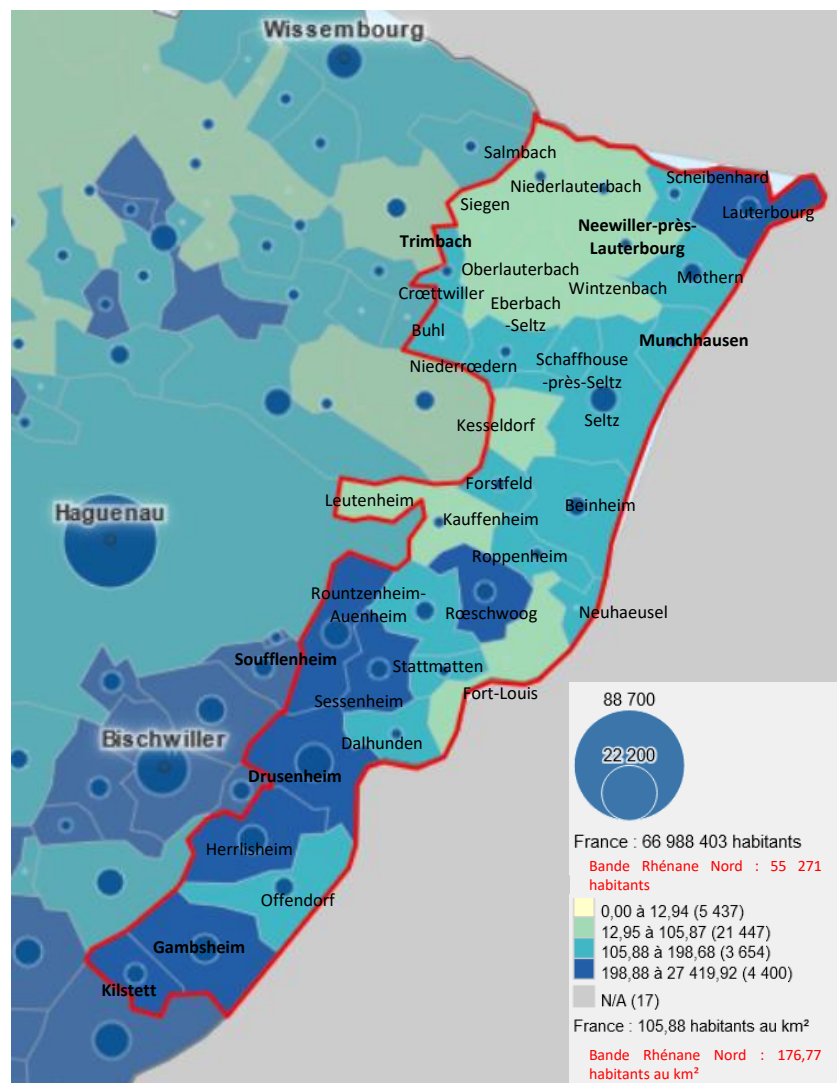 Wissembourg
Salmbach
Scheibenhard
Niederlauterbach
Siegen
Lauterbourg
Trimbach
Neewiller-près-
Lauterbourg
Oberlauterbach
Mothern
Crœttwiller
Wintzenbach
Eberbach
-Seltz
Buhl
Munchhausen
Schaffhouse
-près-Seltz
Niederrœdern
Seltz
Kesseldorf
Forstfeld
Leutenheim
Beinheim
Haguenau
Kauffenheim
Roppenheim
Rountzenheim-
Auenheim
Rœschwoog
Neuhaeusel
Soufflenheim
Stattmatten
Fort-Louis
Sessenheim
Dalhunden
Bischwiller
Drusenheim
Herrlisheim
Offendorf
Gambsheim
Kilstett
88 700
22 200
France : 66 988 403 habitants
Bande Rhénane Nord : 55 271
habitants
0,00 à 12,94 (5 437)
12,95 à 105,87 (21 447)
105,88 à 198,68 (3 654)
198,88 à 27 419,92 (4 400)
N/A (17)
France : 105,88 habitants au km²
Bande Rhénane Nord : 176,77
habitants au km²